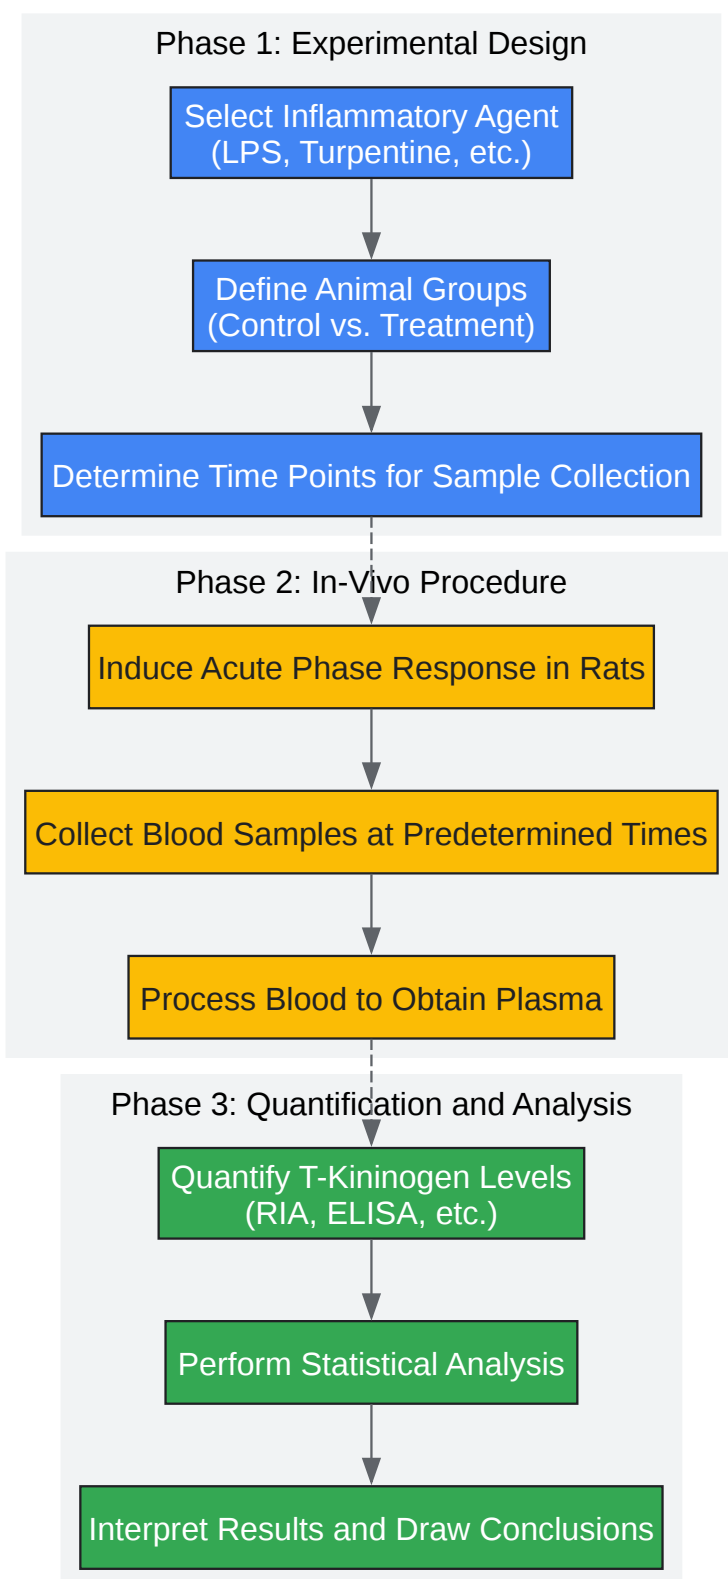 Phase 1: Experimental Design
Select Inflammatory Agent
(LPS, Turpentine, etc.)
Define Animal Groups
(Control vs. Treatment)
Determine Time Points for Sample Collection
Phase 2: In-Vivo Procedure
Induce Acute Phase Response in Rats
Collect Blood Samples at Predetermined Times
Process Blood to Obtain Plasma
Phase 3: Quantification and Analysis
Quantify T-Kininogen Levels
(RIA, ELISA, etc.)
Perform Statistical Analysis
Interpret Results and Draw Conclusions